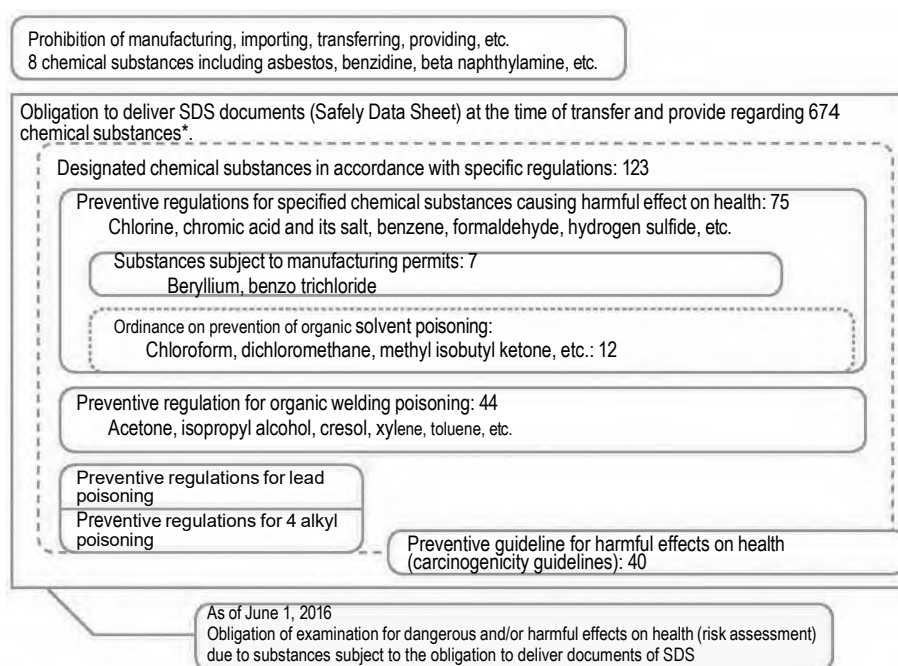 Prohibition of manufacturing, importing, transferring, providing, etc.
8 chemical substances including asbestos, benzidine, beta naphthylamine, etc.
Obligation to deliver SDS documents (Safely Data Sheet) at the time of transfer and provide regarding 674
chemical substances*.
Designated chemical substances in accordance with specific regulations: 123
Preventive regulations for specified chemical substances causing harmful effect on health: 75
Chlorine, chromic acid and its salt, benzene, formaldehyde, hydrogen sulfide, etc.
Substances subject to manufacturing permits: 7
Beryllium, benzo trichloride
Ordinance on prevention of organic solvent poisoning:
Chloroform, dichloromethane, methyl isobutyl ketone, etc.: 12
Preventive regulation for organic welding poisoning: 44
Acetone, isopropyl alcohol, cresol, xylene, toluene, etc.
Preventive regulations for lead
poisoning
Preventive regulations for 4 alkyl
poisoning
Preventive guideline for harmful effects on health
(carcinogenicity guidelines): 40
As of June 1, 2016
Obligation of examination for dangerous and/or harmful effects on health (risk assessment)
due to substances subject to the obligation to deliver documents of SDS